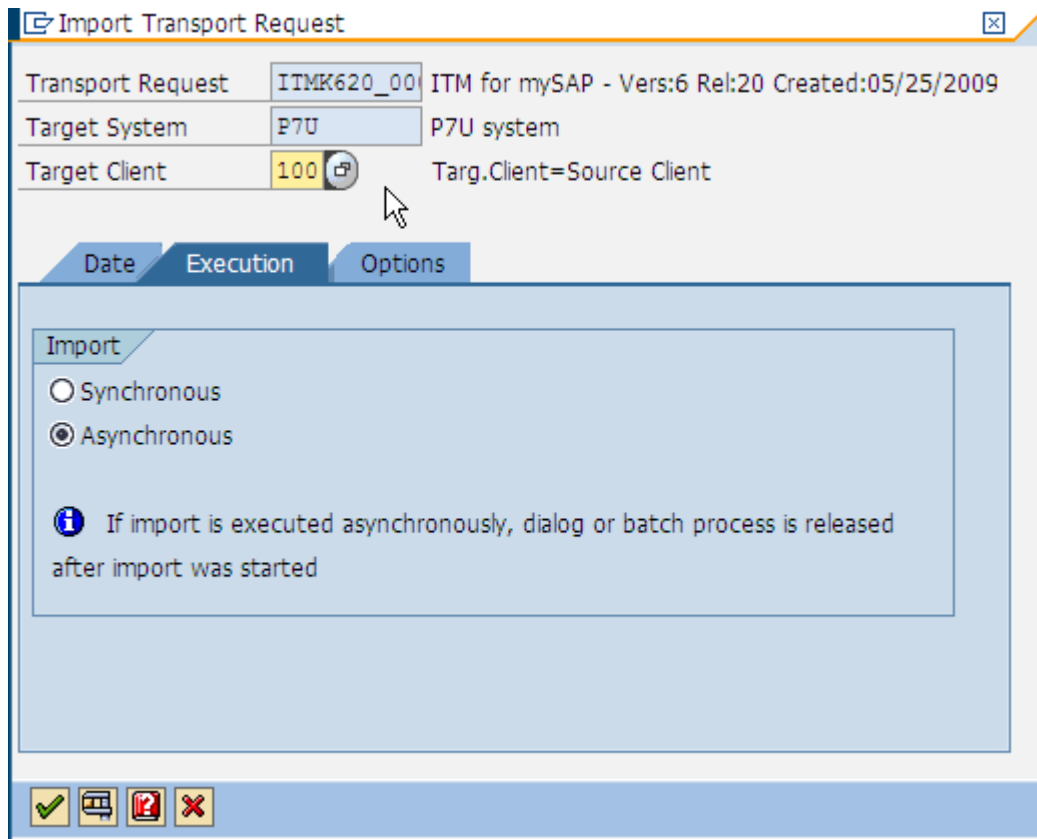 Import Transport Request
Transport Request ITMK620_00 ITM for mySAP - Vers:6 Rel:20 Created:05/25/2009
Target System P7U P7U system
Target Client 100 Targ.Client=Source Client
Date Execution Options
Import
Synchronous
Asynchronous
If import is executed asynchronously, dialog or batch process is released
after import was started